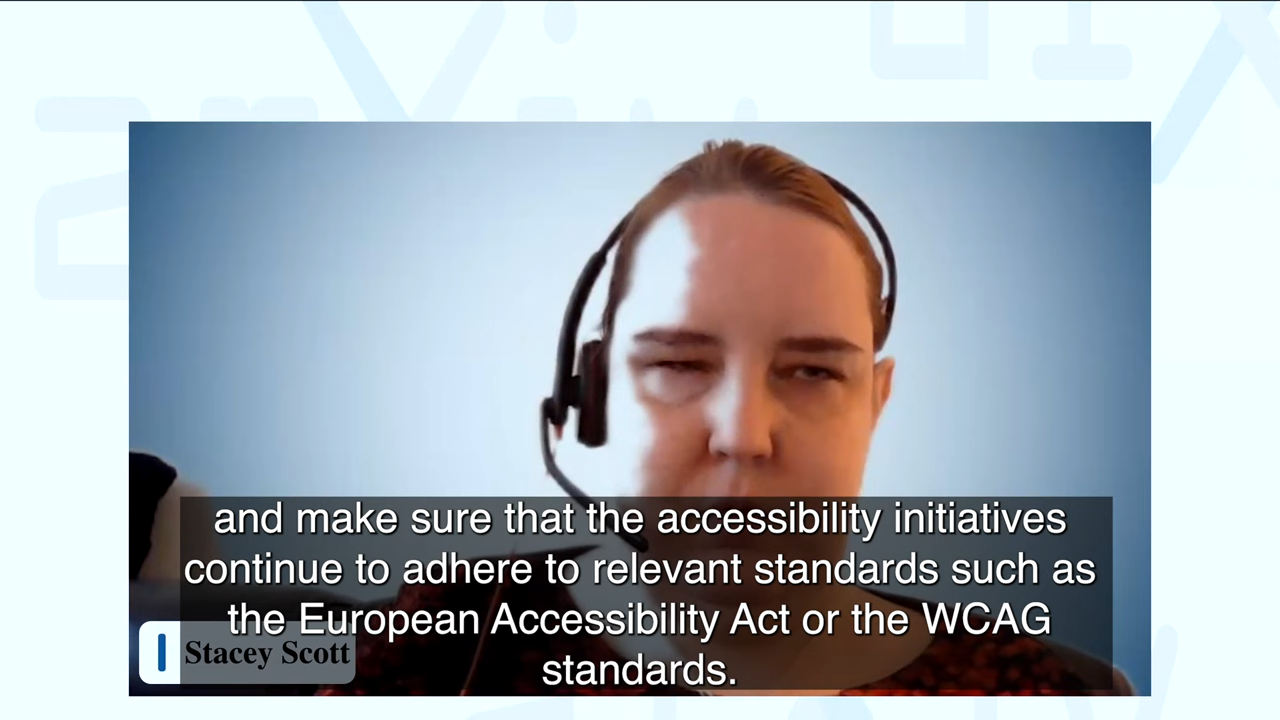 and make sure that the accessibility initiatives
continue to adhere to relevant standards such as
the European Accessibility Act or the WCAG
standards.
Stacey Scott